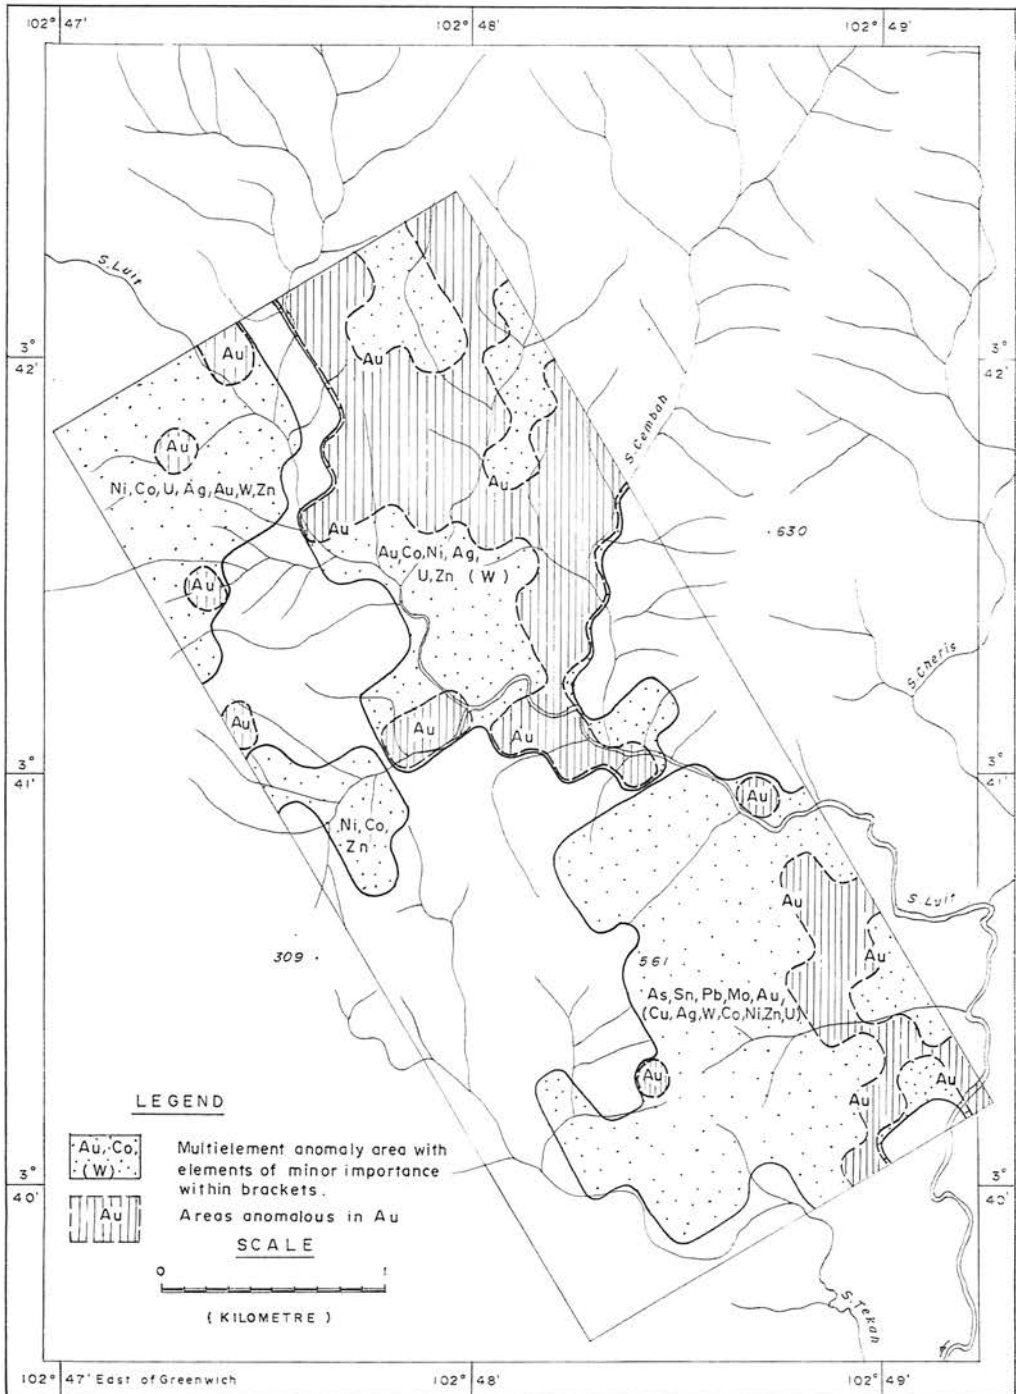 102° 47'
102° 48'
102° 49'
S. Luit
3°
42'
Au
Au
3°
42'
S. Cembah
Au
Au
Ni, Co, U, Ag, Au, W, Zn
Au
Au, Co, Ni, Ag,
U, Zn (W)
630
Au
S. Cheris
Au
Au
Au
3°
41'
3°
41'
Au
Ni, Co,
Zn
Au
S. Luit
309
561
Au
As, Sn, Pb, Mo, Au,
(Cu, Ag, W, Co, Ni, Zn, U)
Au
Au
Au
LEGEND
Au, Co,
(W)
Multielement anomaly area with
elements of minor importance
within brackets.
3°
40'
3°
40'
Au
Areas anomalous in Au
SCALE
0 1
(KILOMETRE)
S. Tekah
102° 47' East of Greenwich
102° 48'
102° 49'